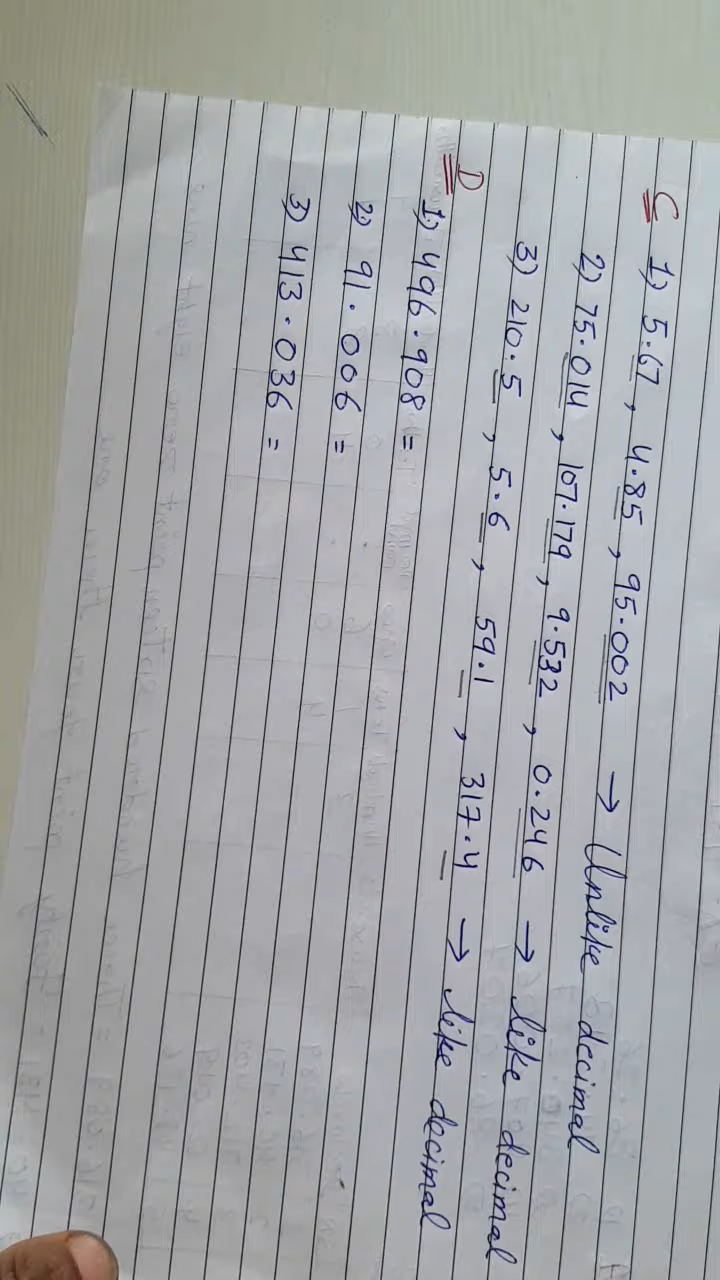 C 1) 5.67, 4.85, 95.002 → Unlike decimal
2) 75.014, 107.179, 9.532, 0.246 → like decimal
3) 210.5, 5.6, 59.1, 317.4 → like decimal
D
1) 496.908 =
2) 91.006 =
3) 413.036 =